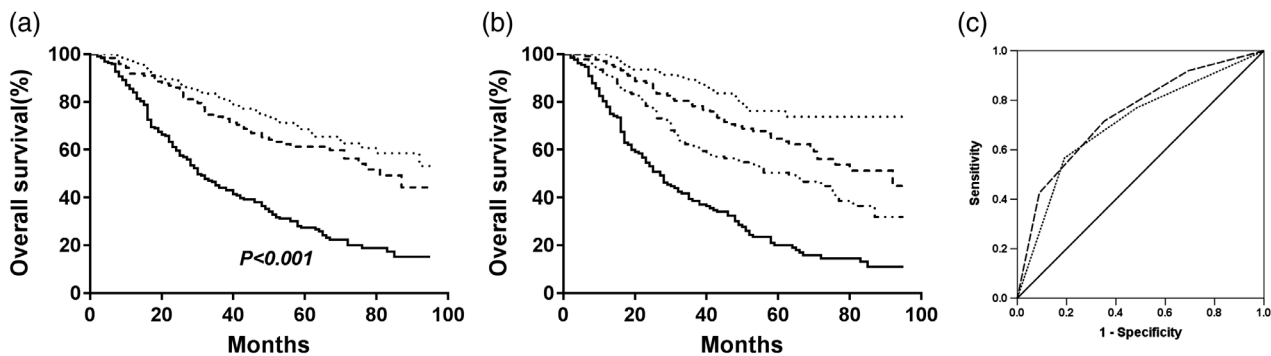 (a)
Overall survival(%)
100
80
60
40
20
0
P<0.001
0 20 40 60 80 100
Months
(b)
Overall survival(%)
100
80
60
40
20
0
0 20 40 60 80 100
Months
(c)
Sensitivity
1.0
0.8
0.6
0.4
0.2
0.0
0.0 0.2 0.4 0.6 0.8 1.0
1 - Specificity